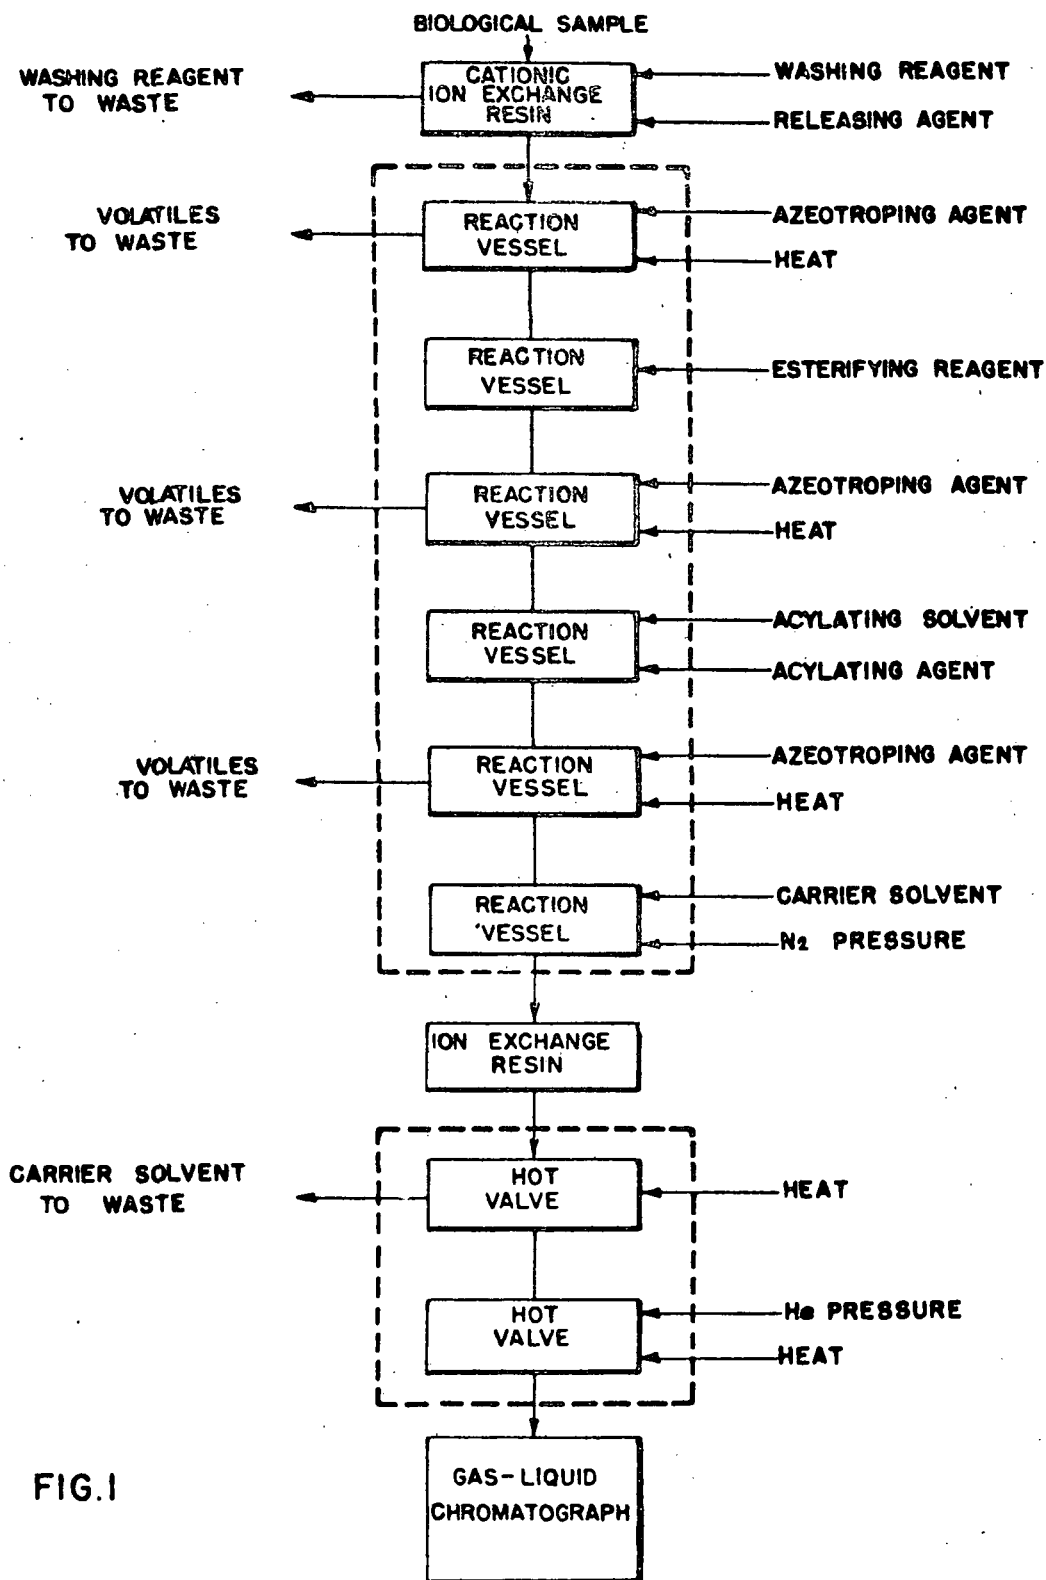 BIOLOGICAL SAMPLE
WASHING REAGENT
TO WASTE
CATIONIC
ION EXCHANGE
RESIN
WASHING REAGENT
RELEASING AGENT
VOLATILES
TO WASTE
REACTION
VESSEL
AZEOTROPING AGENT
HEAT
REACTION
VESSEL
ESTERIFYING REAGENT
VOLATILES
TO WASTE
REACTION
VESSEL
AZEOTROPING AGENT
HEAT
REACTION
VESSEL
ACYLATING SOLVENT
ACYLATING AGENT
VOLATILES
TO WASTE
REACTION
VESSEL
AZEOTROPING AGENT
HEAT
REACTION
VESSEL
CARRIER SOLVENT
N2 PRESSURE
ION EXCHANGE
RESIN
CARRIER SOLVENT
TO WASTE
HOT
VALVE
HEAT
HOT
VALVE
He PRESSURE
HEAT
GAS-LIQUID
CHROMATOGRAPH
FIG.1